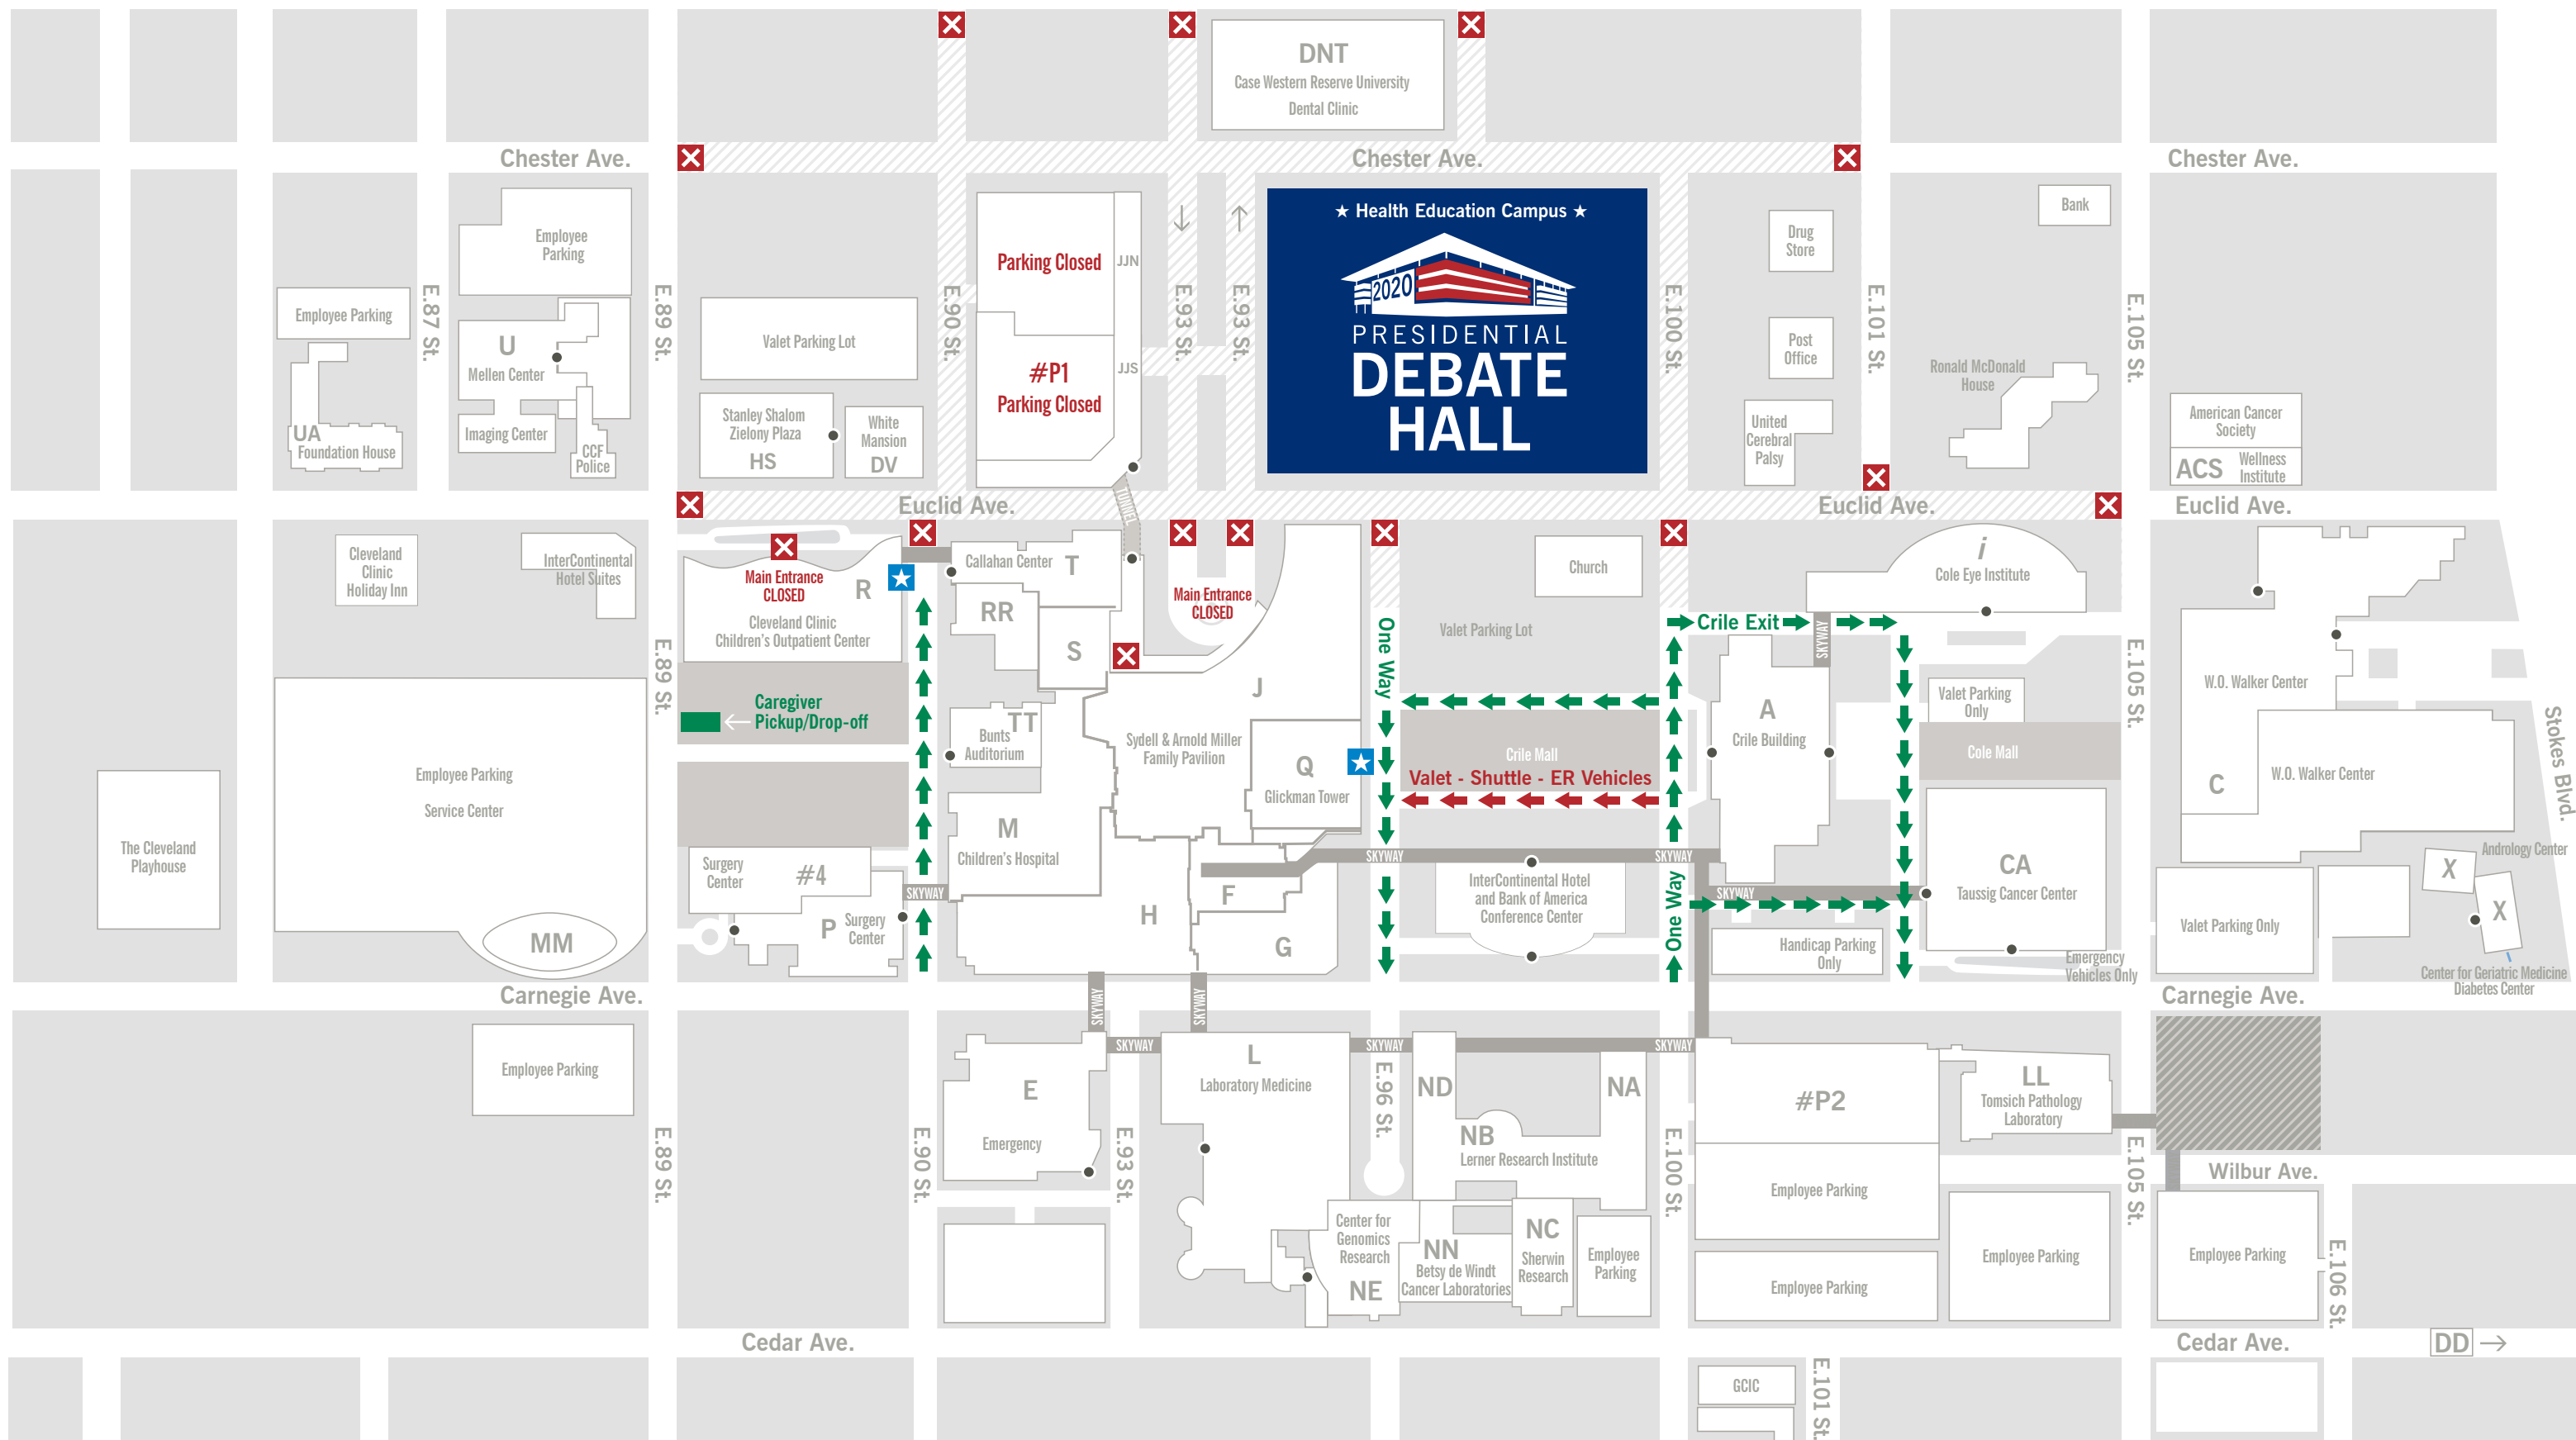 DNT
Case Western Reserve University
Dental Clinic
Chester Ave.
Chester Ave.
Chester Ave.
Employee
Parking
Employee Parking
E.87 St.
U
Mellen Center
Imaging Center
CCF
Police
UA
Foundation House
E.89 St.
Valet Parking Lot
Stanley Shalom
Zielony Plaza
HS
White
Mansion
DV
E.90 St.
Parking Closed
JJN
#P1
Parking Closed
JJS
E.93 St.
E.93 St.
★ Health Education Campus ★
2020
PRESIDENTIAL
DEBATE
HALL
E.100 St.
Drug
Store
Post
Office
United
Cerebral
Palsy
E.101 St.
Bank
Ronald McDonald
House
E.105 St.
American Cancer
Society
ACS
Wellness
Institute
Euclid Ave.
Euclid Ave.
Euclid Ave.
TUNNEL
Cleveland
Clinic
Holiday Inn
InterContinental
Hotel Suites
Main Entrance
CLOSED
R
Cleveland Clinic
Children's Outpatient Center
Callahan Center
T
RR
S
Main Entrance
CLOSED
J
Church
Valet Parking Lot
One Way
Crile Exit
SKYWAY
i
Cole Eye Institute
E.89 St.
E.105 St.
Caregiver
Pickup/Drop-off
TT
Bunts
Auditorium
Sydell & Arnold Miller
Family Pavilion
Q
Glickman Tower
Crile Mall
Valet - Shuttle - ER Vehicles
A
Crile Building
Valet Parking
Only
Cole Mall
W.O. Walker Center
C
W.O. Walker Center
Stokes Blvd.
The Cleveland
Playhouse
Employee Parking
Service Center
MM
Surgery
Center
#4
P
Surgery
Center
SKYWAY
M
Children's Hospital
H
F
G
SKYWAY
SKYWAY
InterContinental Hotel
and Bank of America
Conference Center
One Way
SKYWAY
Handicap Parking
Only
CA
Taussig Cancer Center
Emergency
Vehicles Only
Valet Parking Only
Andrology Center
X
X
Center for Geriatric Medicine
Diabetes Center
Carnegie Ave.
Carnegie Ave.
SKYWAY
SKYWAY
SKYWAY
SKYWAY
SKYWAY
Employee Parking
E.89 St.
E.90 St.
E
Emergency
E.93 St.
L
Laboratory Medicine
E.96 St.
ND
NA
NB
Lerner Research Institute
E.100 St.
#P2
Employee Parking
Employee Parking
LL
Tomsich Pathology
Laboratory
Employee Parking
E.105 St.
Wilbur Ave.
Employee Parking
E.106 St.
Center for
Genomics
Research
NE
NN
Betsy de Windt
Cancer Laboratories
NC
Sherwin
Research
Employee
Parking
Cedar Ave.
Cedar Ave.
DD
GCIC
E.101 St.